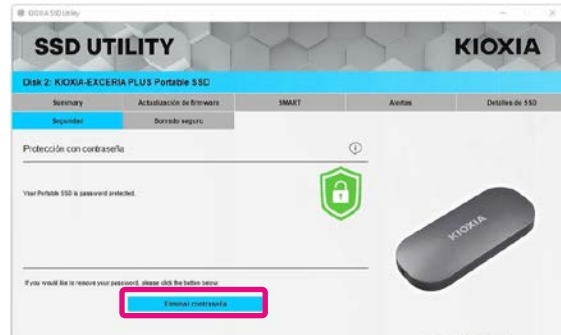 KIOXIA SSD Utility
SSD UTILITY
KIOXIA
Disk 2: KIOXIA-EXCERIA PLUS Portable SSD
Summary Actualización de firmware SMART Alertas Detalles de SSD
Seguridad Borrado seguro
Protección con contraseña
Your Portable SSD is password protected.
KIOXIA
If you would like to remove your password, please click the button below.
Eliminar contraseña